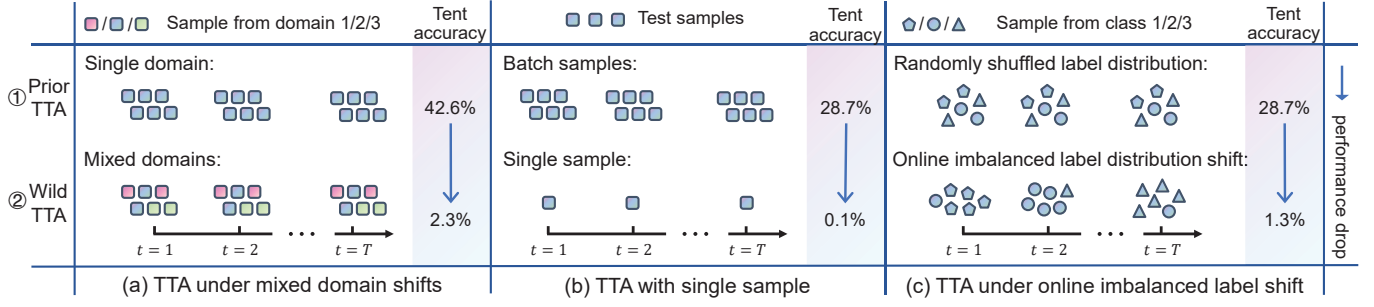 / / Sample from domain 1/2/3
Tent accuracy
Test samples
Tent accuracy
/ / Sample from class 1/2/3
Tent accuracy
① Prior TTA
Single domain:
42.6%
Batch samples:
28.7%
Randomly shuffled label distribution:
28.7%
performance drop
② Wild TTA
Mixed domains:
2.3%
Single sample:
0.1%
Online imbalanced label distribution shift:
1.3%
t = 1 t = 2 ... t = T
t = 1 t = 2 ... t = T
t = 1 t = 2 ... t = T
(a) TTA under mixed domain shifts
(b) TTA with single sample
(c) TTA under online imbalanced label shift